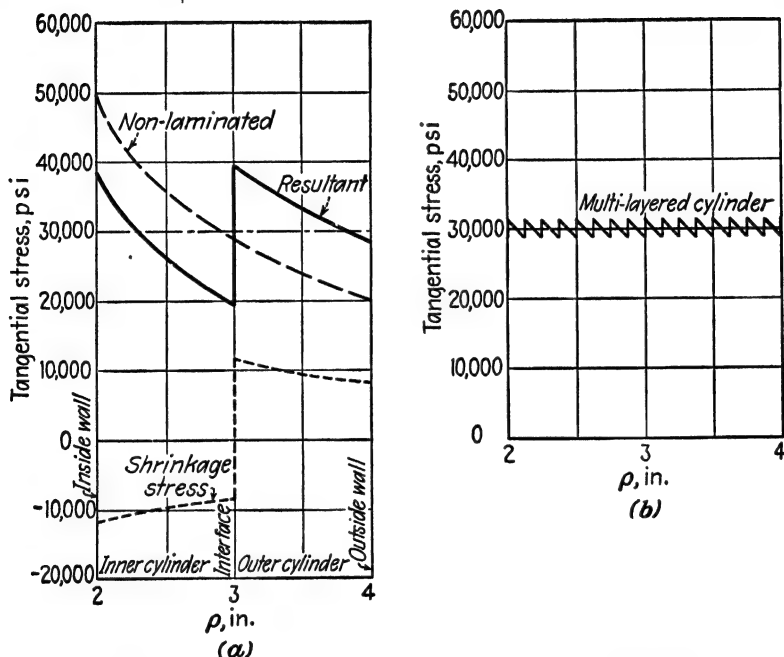 60,000
50,000
40,000
30,000
20,000
10,000
0
-10,000
-20,000
Tangential stress, psi
Non-laminated
Resultant
Shrinkage
stress
Inside wall
Interface
Outside wall
Inner cylinder
Outer cylinder
2
3
4
ρ, in.
(a)
60,000
50,000
40,000
30,000
20,000
10,000
0
Tangential stress, psi
Multi-layered cylinder
2
3
4
ρ, in.
(b)